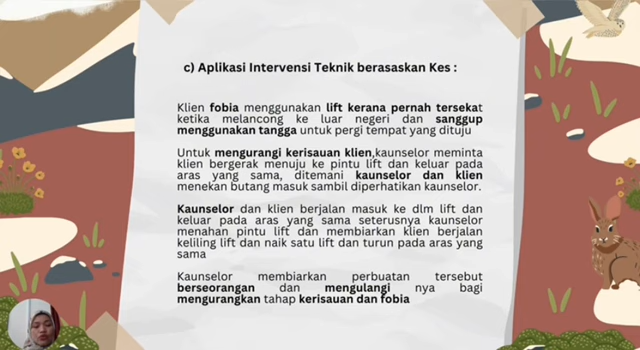 c) Aplikasi Intervensi Teknik berasaskan Kes :
Klien fobia menggunakan lift kerana pernah tersekat
ketika melancong ke luar negeri dan sanggup
menggunakan tangga untuk pergi tempat yang dituju
Untuk mengurangi kerisauan klien,kaunselor meminta
klien bergerak menuju ke pintu lift dan keluar pada
aras yang sama, ditemani kaunselor dan klien
menekan butang masuk sambil diperhatikan kaunselor.
Kaunselor dan klien berjalan masuk ke dlm lift dan
keluar pada aras yang sama seterusnya kaunselor
menahan pintu lift dan membiarkan klien berjalan
keliling lift dan naik satu lift dan turun pada aras yang
sama
Kaunselor membiarkan perbuatan tersebut
berseorangan dan mengulangi nya bagi
mengurangkan tahap kerisauan dan fobia